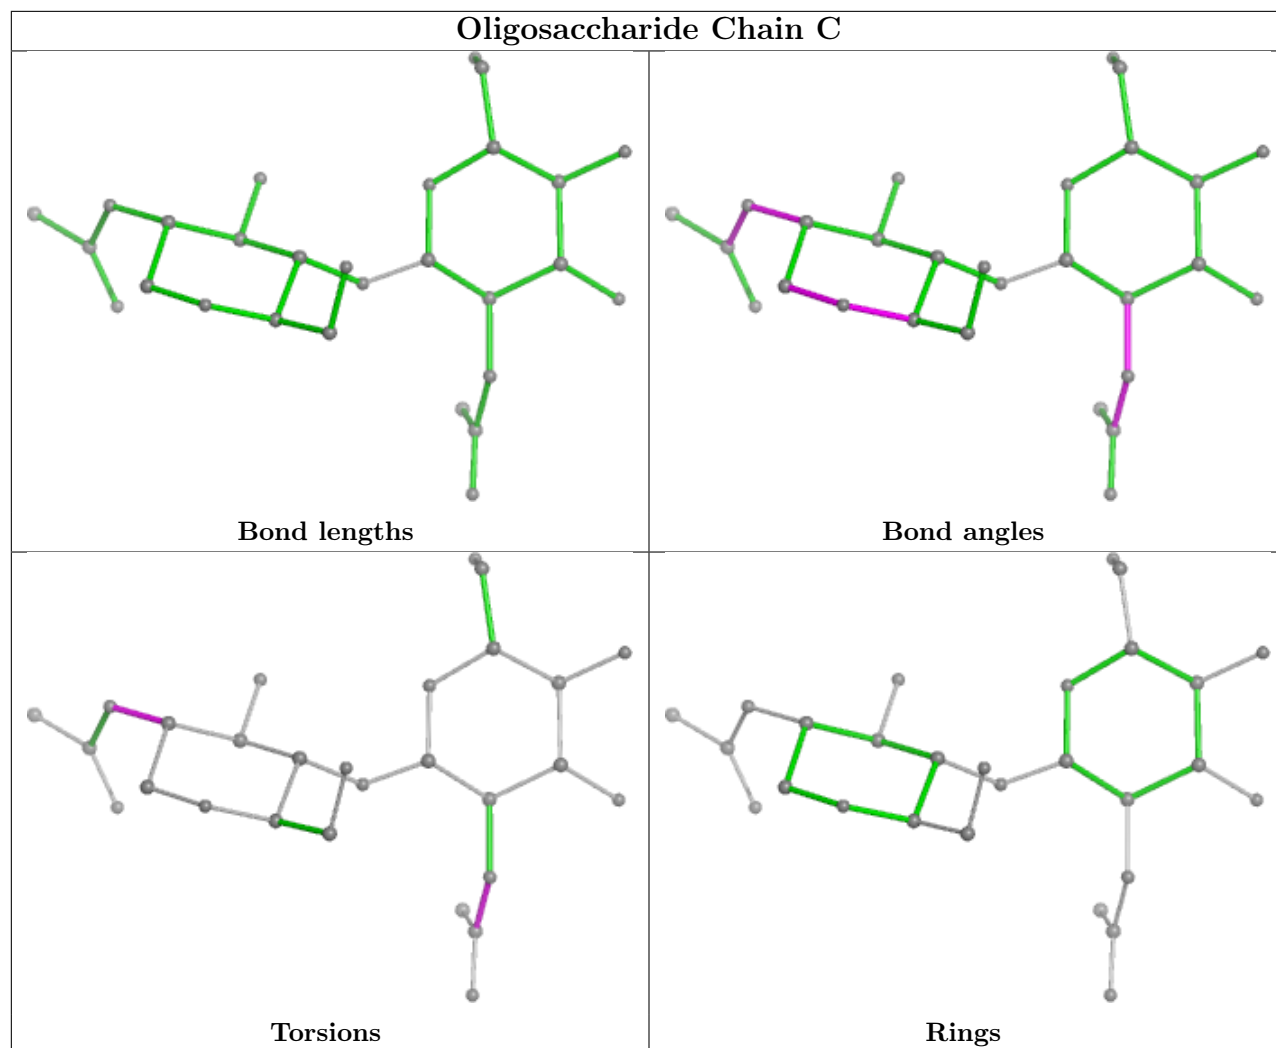 Oligosaccharide Chain C
Bond lengths
Bond angles
Torsions
Rings